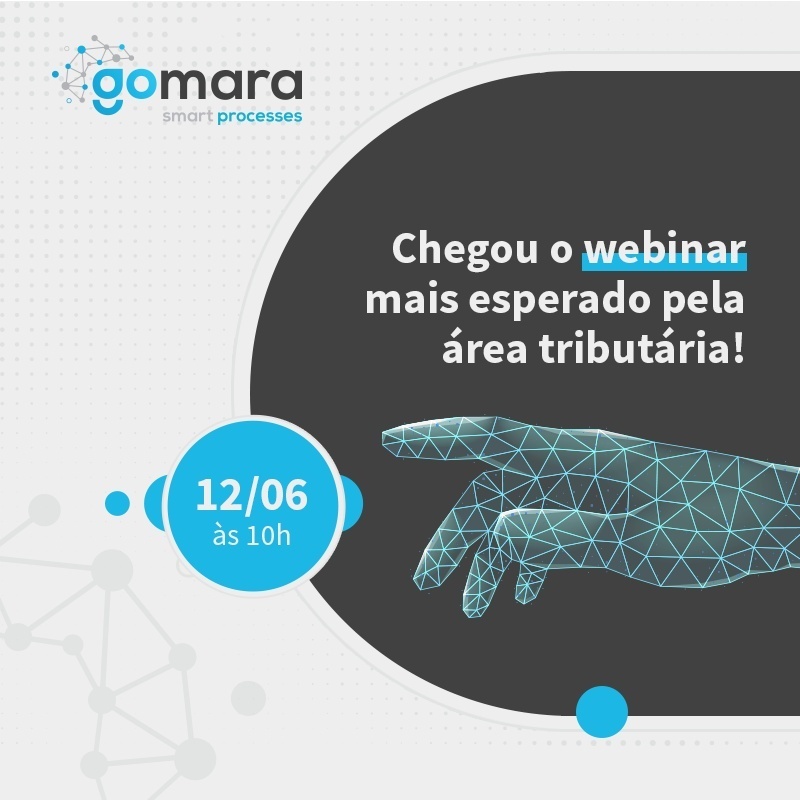 gomara
smart processes
Chegou o webinar
mais esperado pela
área tributária!
12/06
às 10h